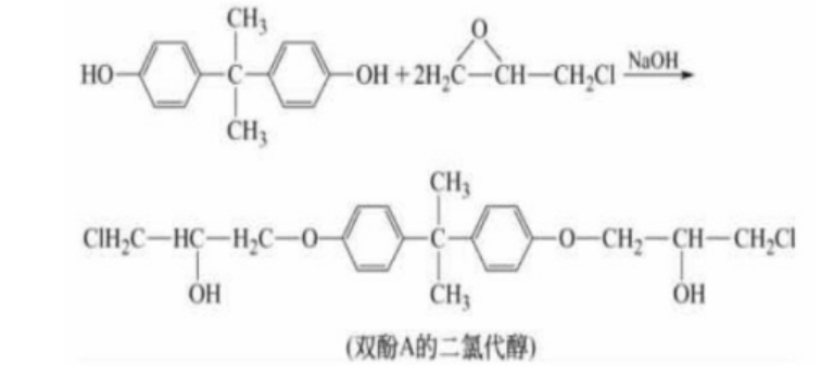 CH₃
O
HO—C—OH + 2H₂C—CH—CH₂Cl NaOH
CH₃
CH₃
ClH₂C—HC—H₂C—O—C—O—CH₂—CH—CH₂Cl
OH CH₃ OH
(双酚A的二氯代醇)